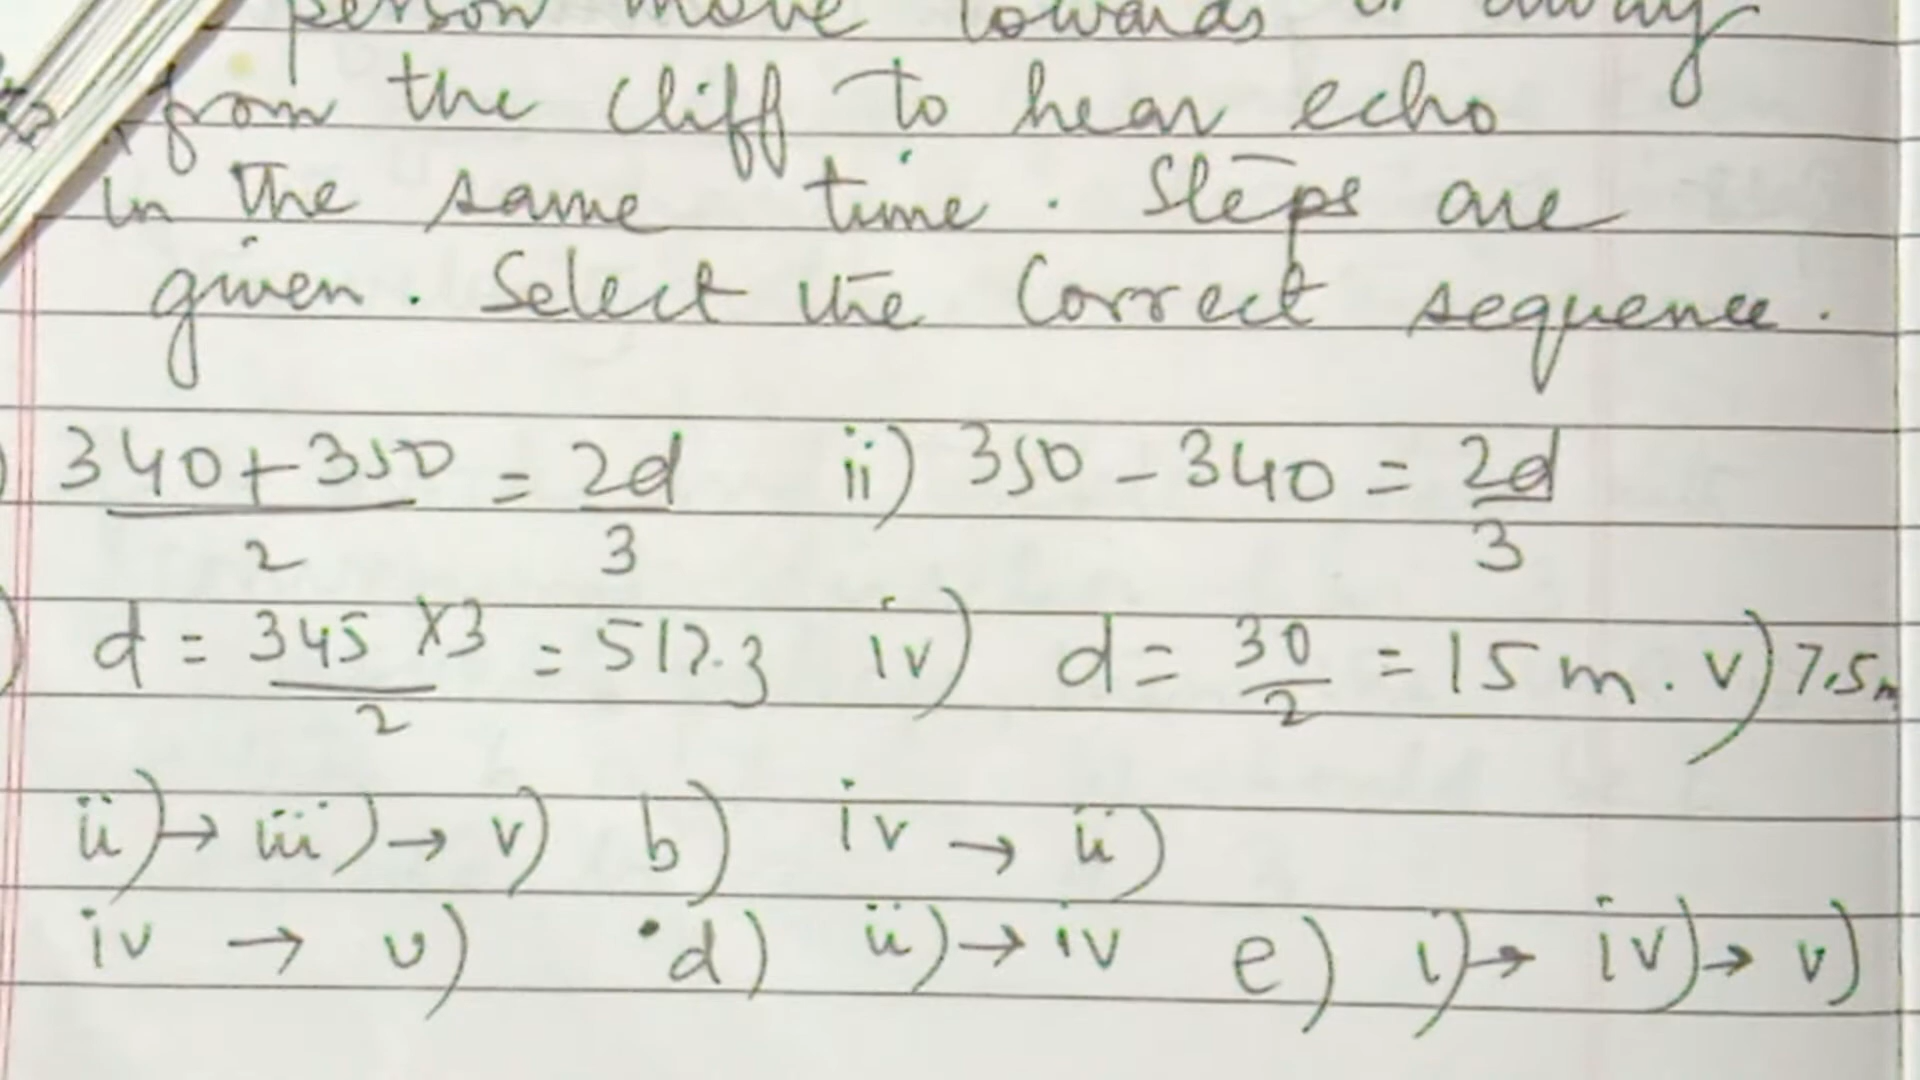 person move towards or away
from the cliff to hear echo
in the same time. Steps are
given. Select the correct sequence.
) 340+350/2 = 2d/3 ii) 350-340 = 2d/3
) d = 345 X3/2 = 517.3 iv) d = 30/2 = 15 m. v) 7.5m
ii) → iii) → v) b) iv → ii)
iv → v) d) ii) → iv e) i) → iv) → v)